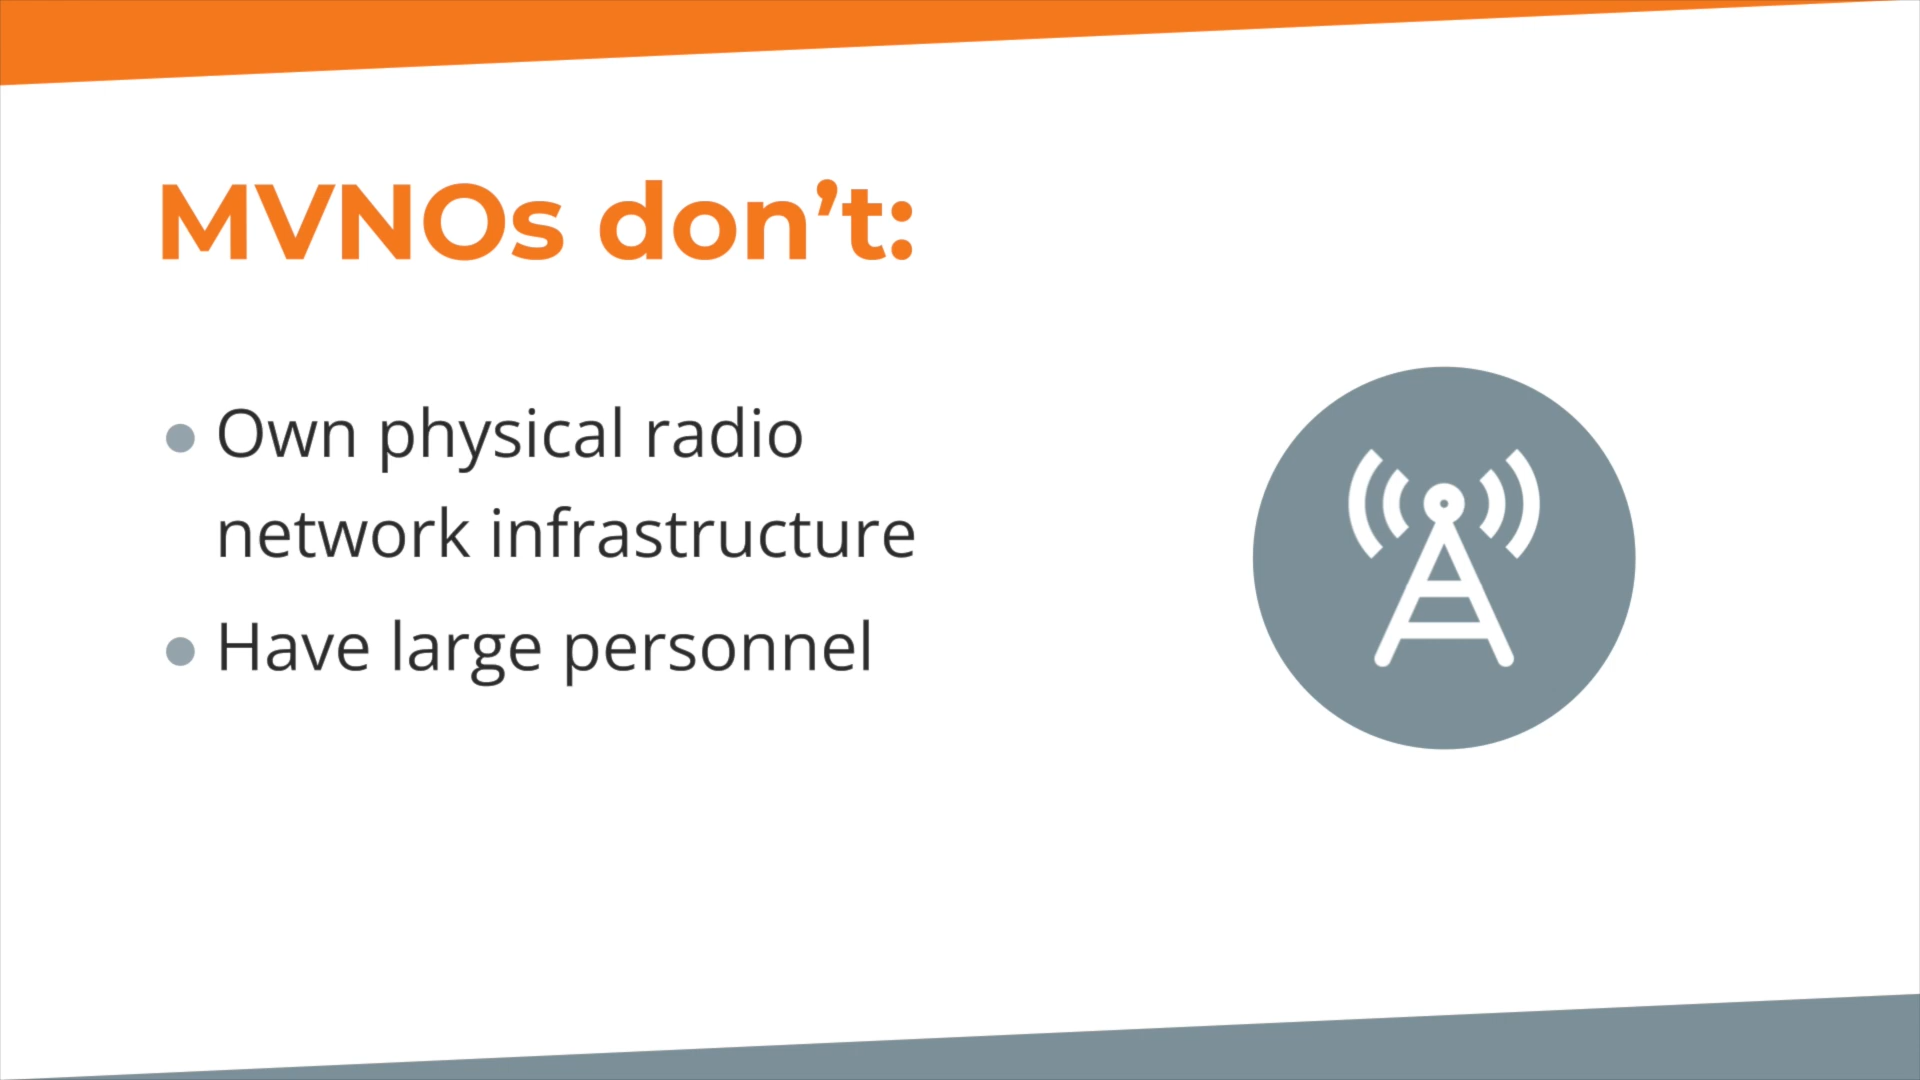 MVNOs don’t:
● Own physical radio
network infrastructure
● Have large personnel